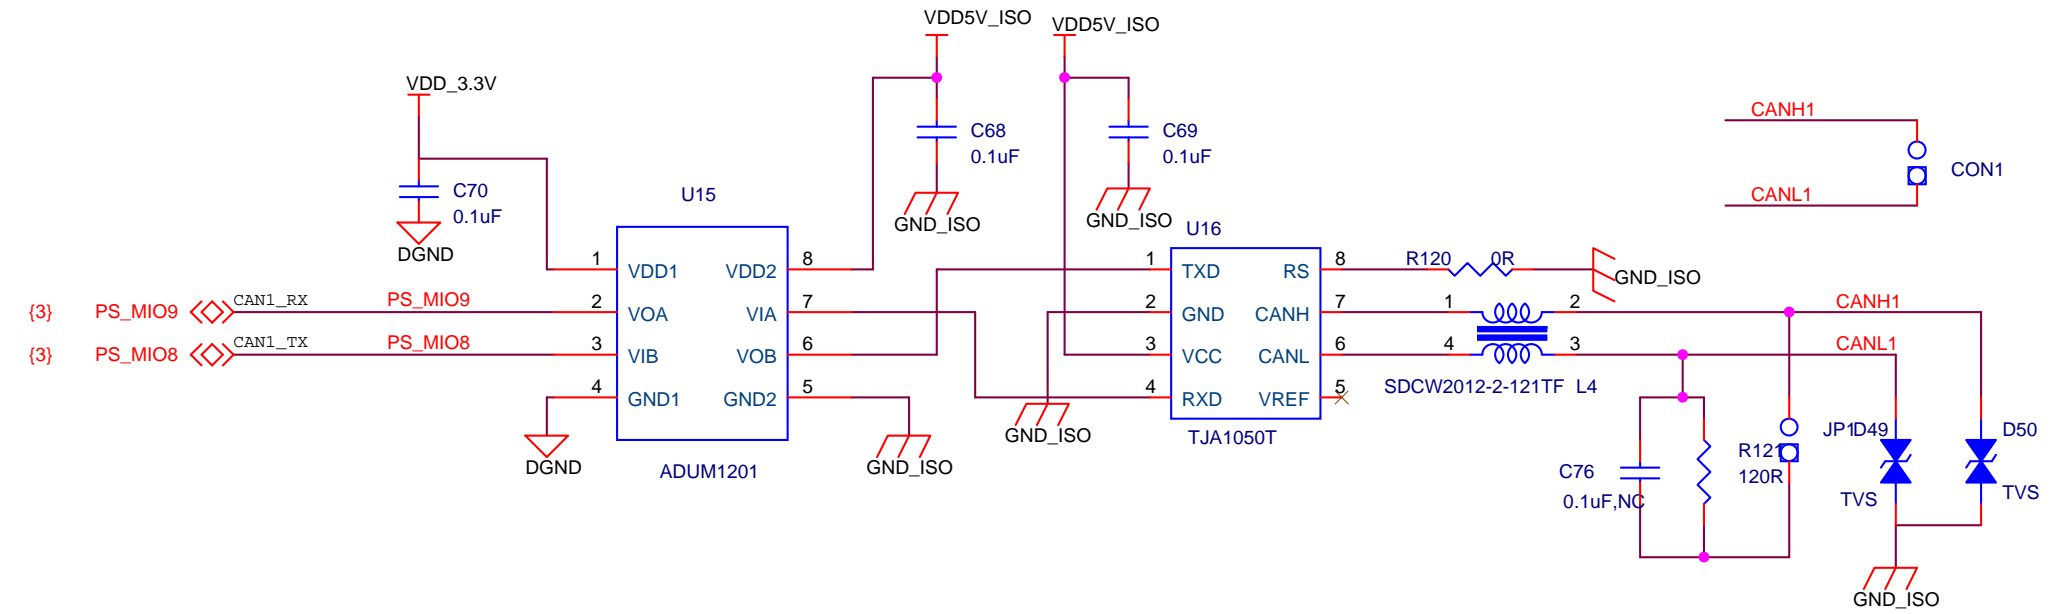 VDD5V_ISO
VDD5V_ISO
VDD_3.3V
C68
0.1uF
C69
0.1uF
CANH1
CANL1
CON1
C70
0.1uF
DGND
U15
GND_ISO
GND_ISO
U16
1 VDD1 VDD2 8
2 VOA VIA 7
3 VIB VOB 6
4 GND1 GND2 5
{3} PS_MIO9 CAN1_RX PS_MIO9
{3} PS_MIO8 CAN1_TX PS_MIO8
1 TXD RS 8
2 GND CANH 7
3 VCC CANL 6
4 RXD VREF 5
R120 0R
GND_ISO
1 2
4 3
CANH1
CANL1
SDCW2012-2-121TF L4
DGND
ADUM1201
GND_ISO
GND_ISO
TJA1050T
C76
0.1uF,NC
R121
120R
JP1
D49
TVS
D50
TVS
GND_ISO